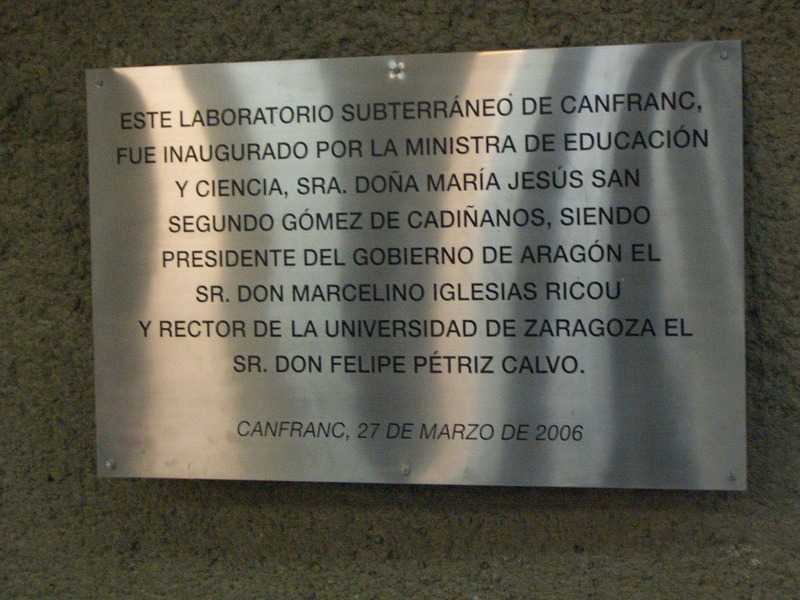 ESTE LABORATORIO SUBTERRÁNEO DE CANFRANC,
FUE INAUGURADO POR LA MINISTRA DE EDUCACIÓN
Y CIENCIA, SRA. DOÑA MARÍA JESÚS SAN
SEGUNDO GÓMEZ DE CADIÑANOS, SIENDO
PRESIDENTE DEL GOBIERNO DE ARAGÓN EL
SR. DON MARCELINO IGLESIAS RICOU
Y RECTOR DE LA UNIVERSIDAD DE ZARAGOZA EL
SR. DON FELIPE PÉTRIZ CALVO.
CANFRANC, 27 DE MARZO DE 2006